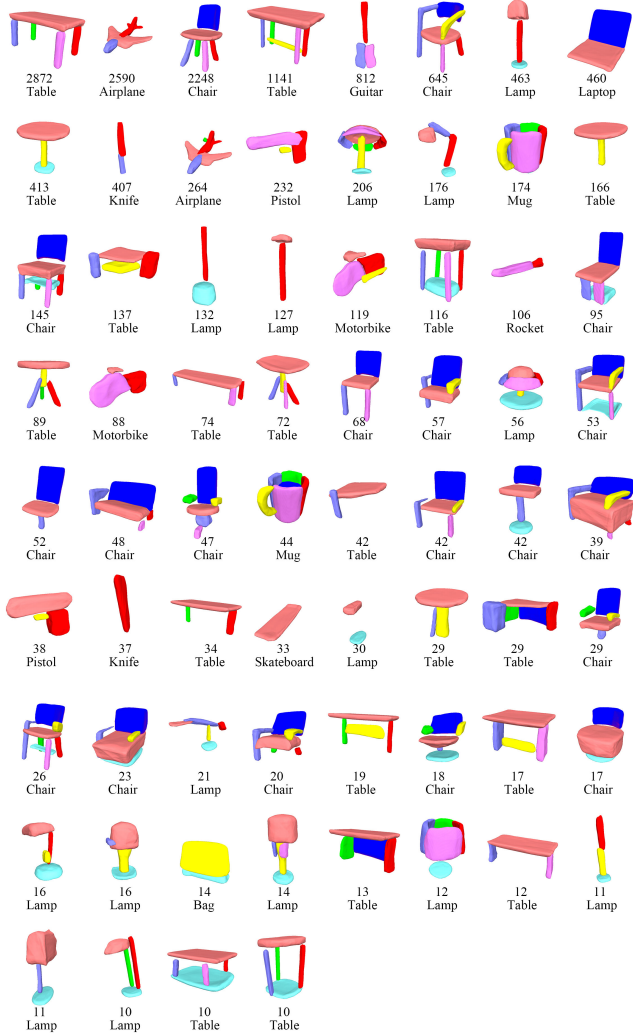 2872 2590 2248 1141 812 645 463 460
Table Airplane Chair Table Guitar Chair Lamp Laptop
413 407 264 232 206 176 174 166
Table Knife Airplane Pistol Lamp Lamp Mug Table
145 137 132 127 119 116 106 95
Chair Table Lamp Lamp Motorbike Table Rocket Chair
89 88 74 72 68 57 56 53
Table Motorbike Table Table Chair Chair Lamp Chair
52 48 47 44 42 42 42 39
Chair Chair Chair Mug Table Chair Chair Chair
38 37 34 33 30 29 29 29
Pistol Knife Table Skateboard Lamp Table Table Chair
26 23 21 20 19 18 17 17
Chair Chair Lamp Chair Table Chair Table Chair
16 16 14 14 13 12 12 11
Lamp Lamp Bag Lamp Table Lamp Table Lamp
11 10 10 10
Lamp Lamp Table Table